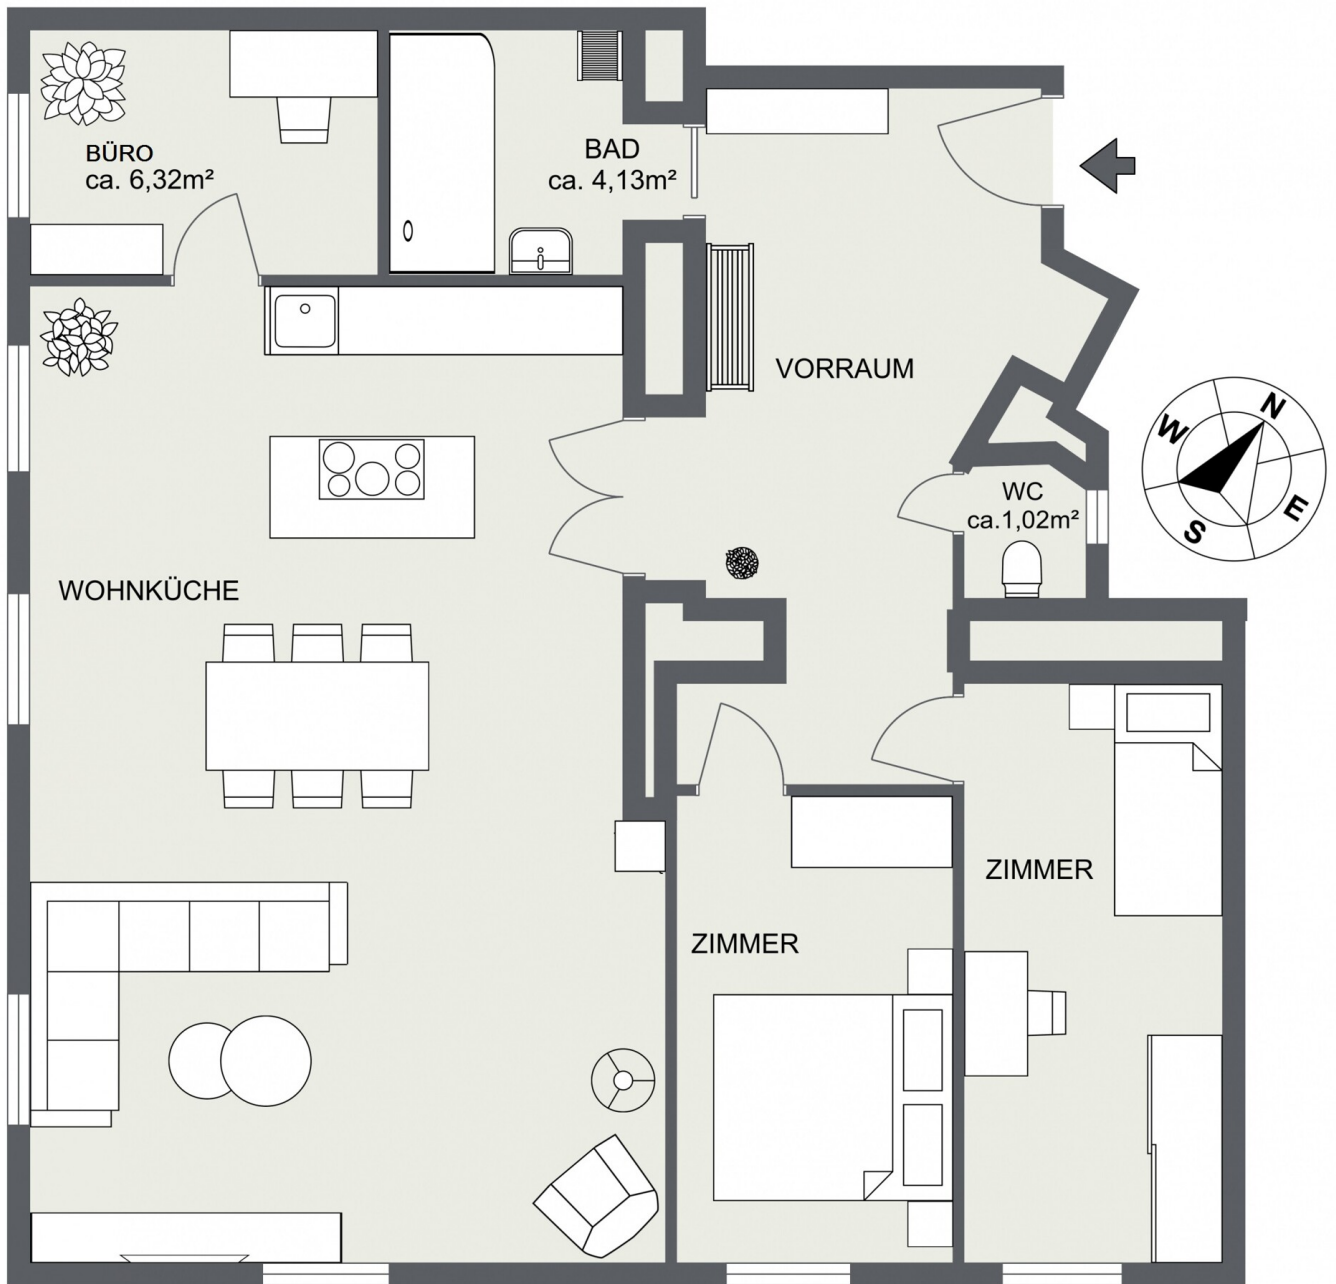 BÜRO
ca. 6,32m²
BAD
ca. 4,13m²
VORRAUM
N
W
E
S
WC
ca.1,02m²
WOHNKÜCHE
ZIMMER
ZIMMER